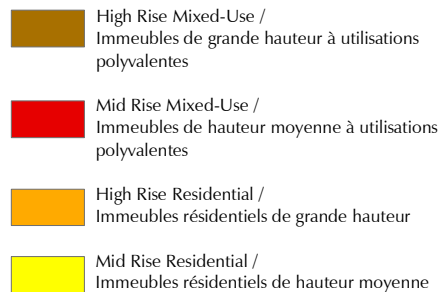 High Rise Mixed-Use /
Immeubles de grande hauteur à utilisations
polyvalentes
Mid Rise Mixed-Use /
Immeubles de hauteur moyenne à utilisations
polyvalentes
High Rise Residential /
Immeubles résidentiels de grande hauteur
Mid Rise Residential /
Immeubles résidentiels de hauteur moyenne